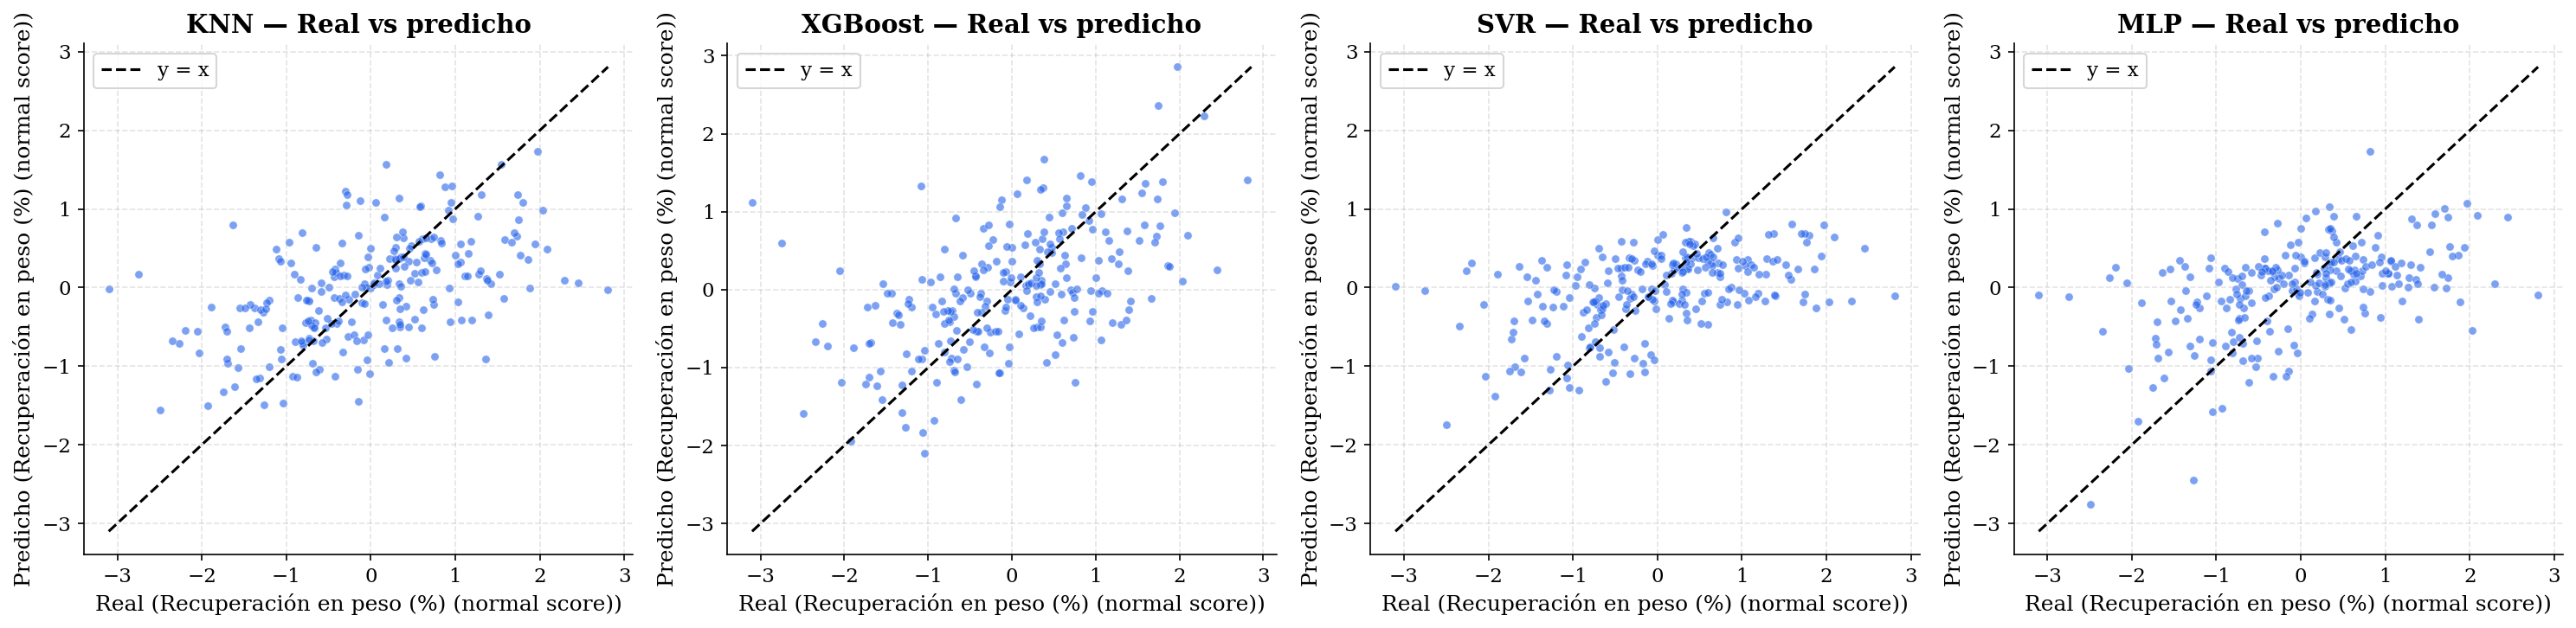 KNN — Real vs predicho
Predicho (Recuperación en peso (%) (normal score))
y = x
3
2
1
0
−1
−2
−3
−3 −2 −1 0 1 2 3
Real (Recuperación en peso (%) (normal score))
XGBoost — Real vs predicho
Predicho (Recuperación en peso (%) (normal score))
y = x
3
2
1
0
−1
−2
−3
−3 −2 −1 0 1 2 3
Real (Recuperación en peso (%) (normal score))
SVR — Real vs predicho
Predicho (Recuperación en peso (%) (normal score))
y = x
3
2
1
0
−1
−2
−3
−3 −2 −1 0 1 2 3
Real (Recuperación en peso (%) (normal score))
MLP — Real vs predicho
Predicho (Recuperación en peso (%) (normal score))
y = x
3
2
1
0
−1
−2
−3
−3 −2 −1 0 1 2 3
Real (Recuperación en peso (%) (normal score))